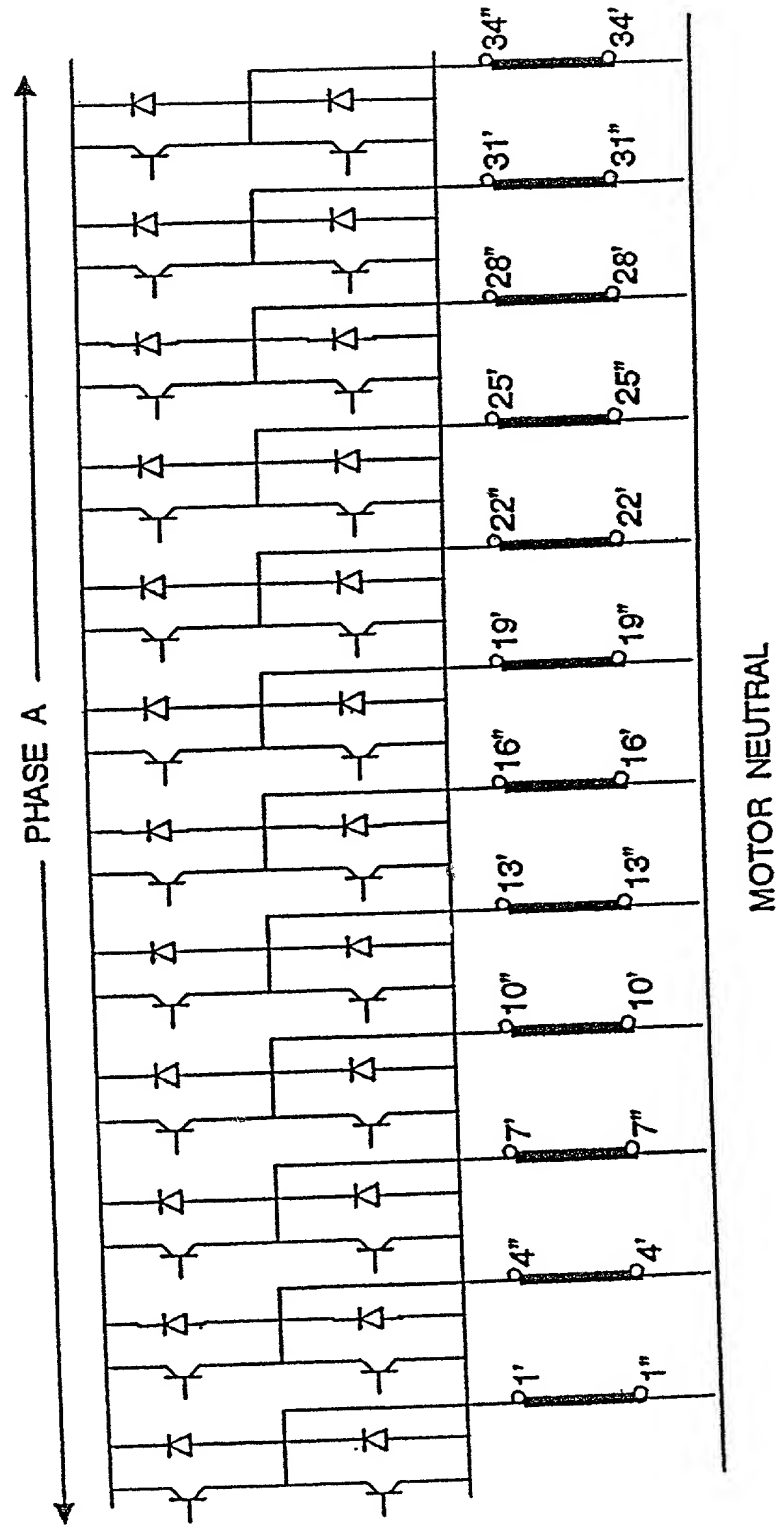 PHASE A
1' 4" 7' 10" 13' 16" 19' 22" 25' 28" 31' 34"
1" 4' 7" 10' 13" 16' 19" 22' 25" 28' 31" 34'
MOTOR NEUTRAL